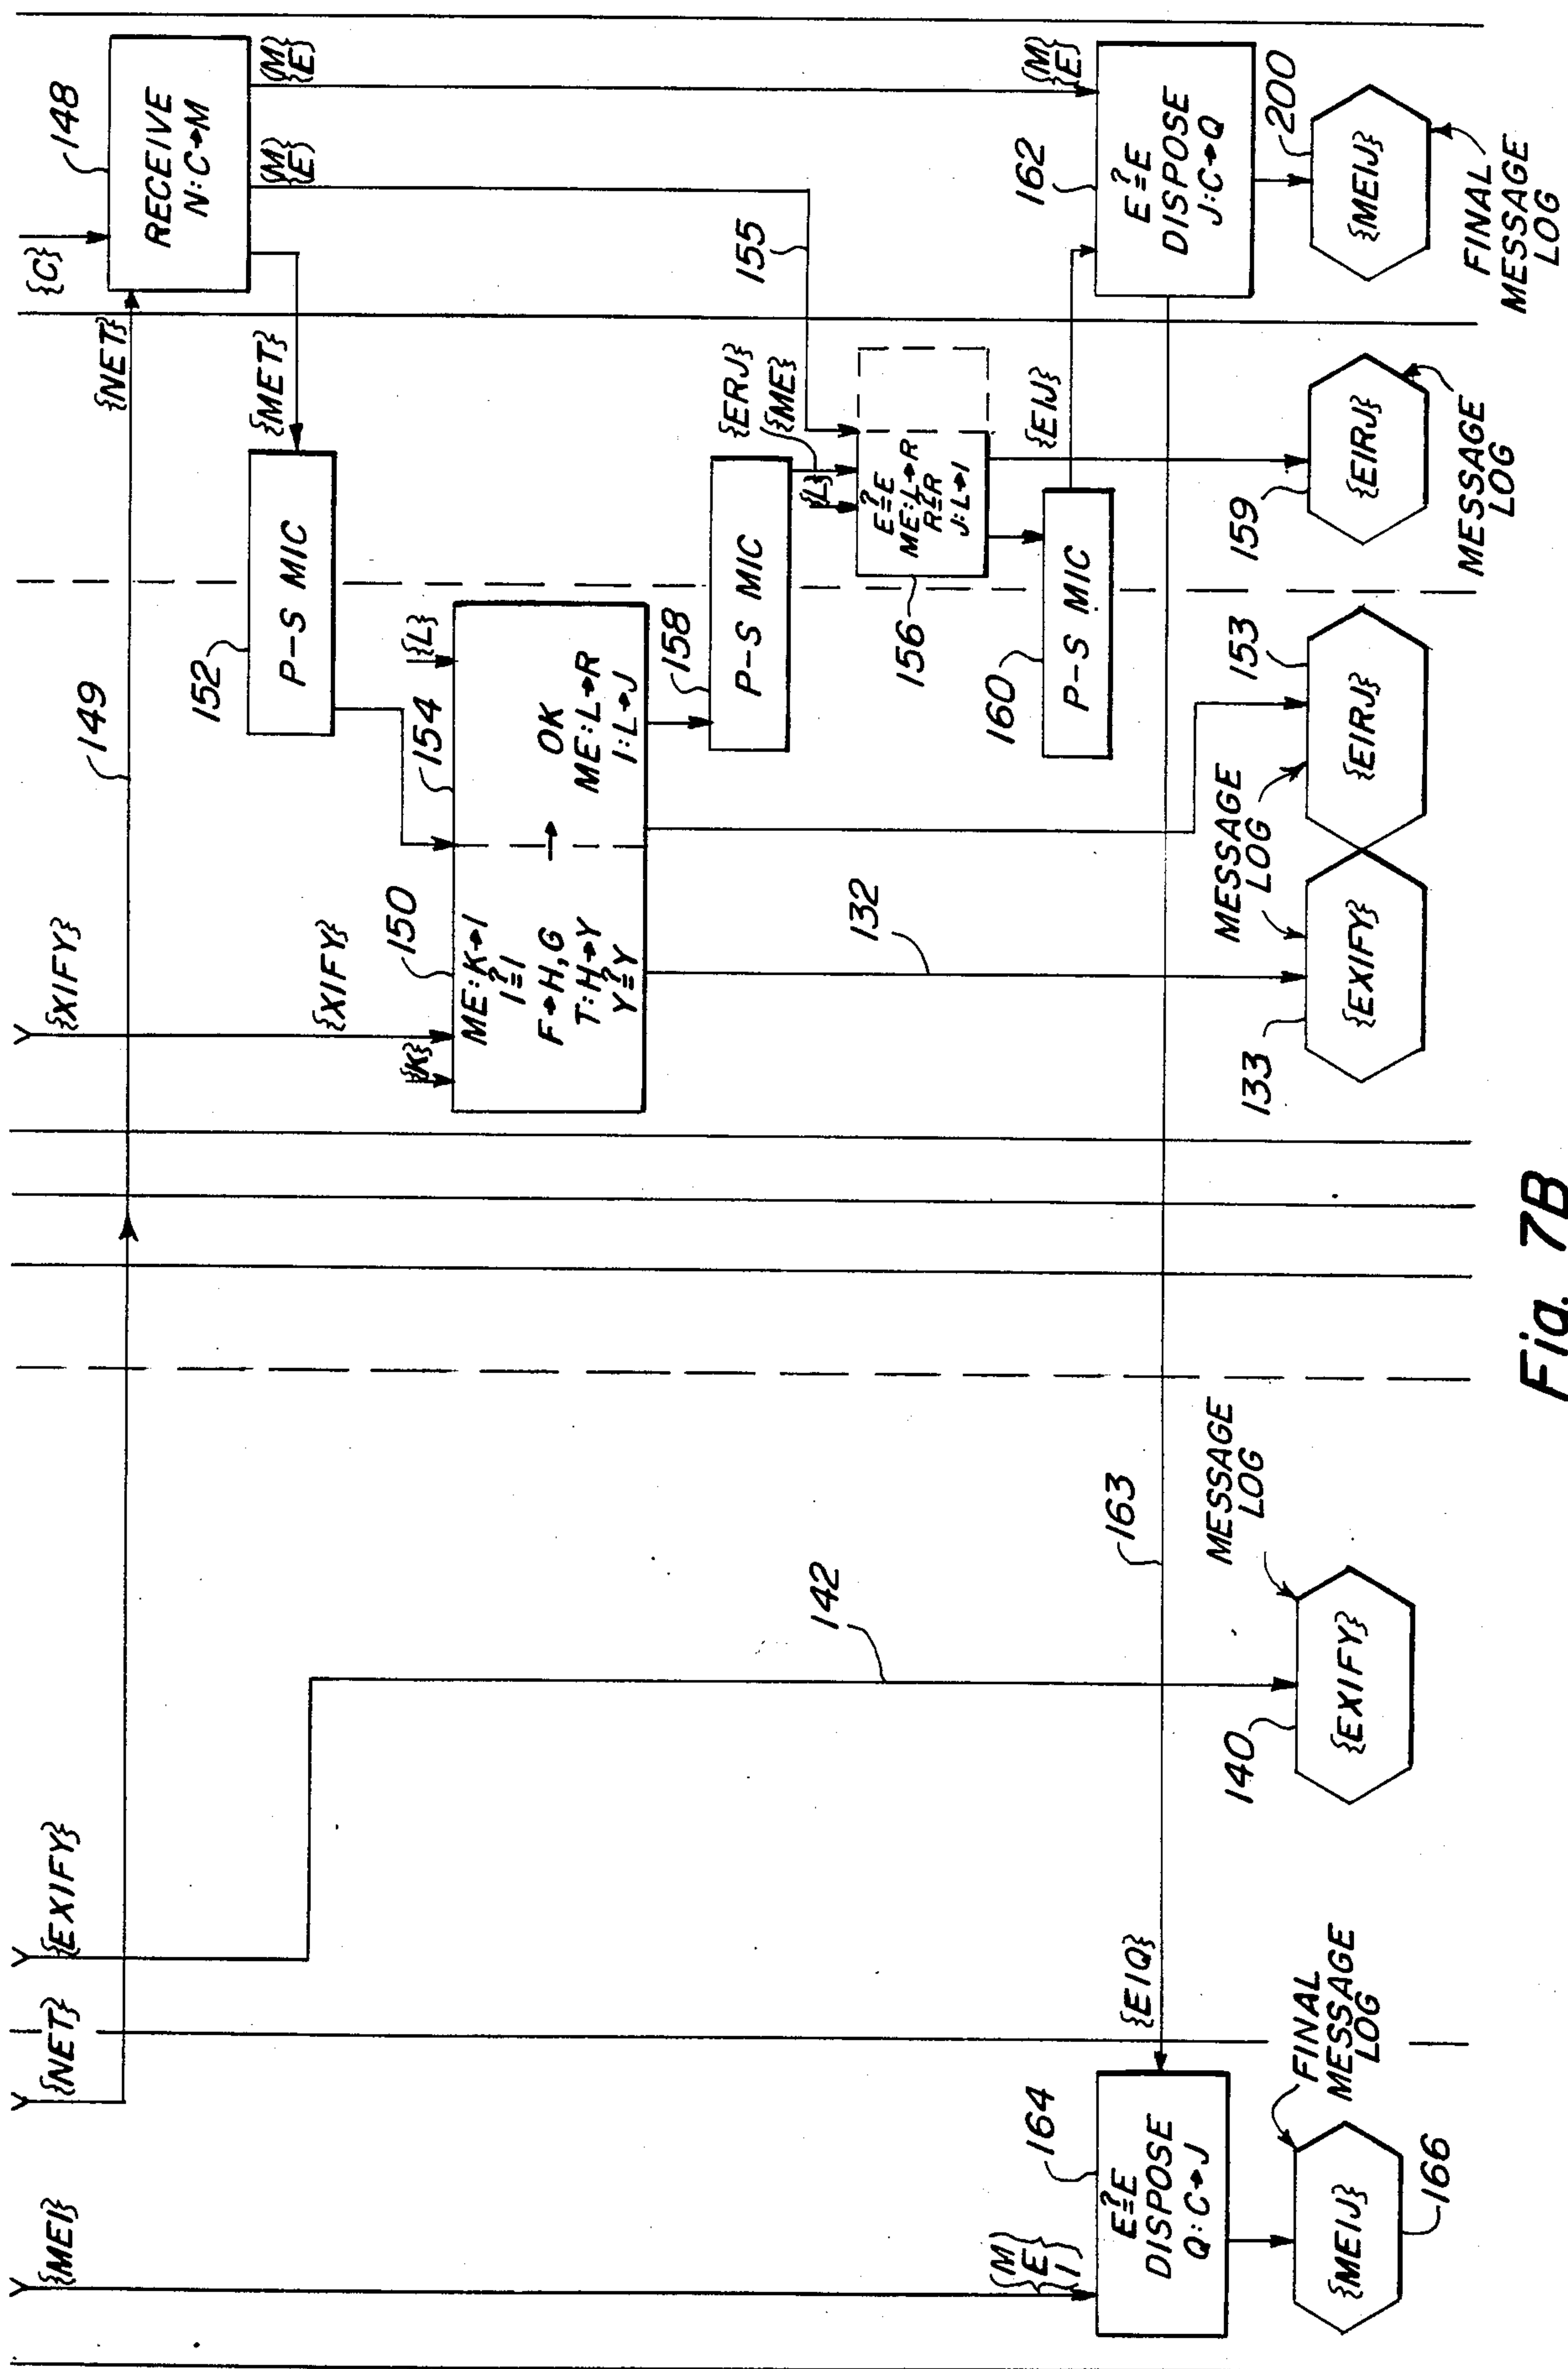 {MEI}
{NET}
{EXIFY}
{XIFY}
149
{NET}
{C}
148
RECEIVE
N:C→M
{M
E}
{M
E}
{MET}
152
P-S MIC
{XIFY}
{K}
150
154
{L}
ME:K→I
I?=I
F→H,G
T:H→Y
Y?=Y
→
OK
ME:L→R
I:L→J
158
P-S MIC
155
{ERJ}
{ME}
{L}
E?=E
ME:L→R
R?=R
J:L→I
156
142
132
160
P-S MIC
{EIJ}
{M
E}
162
E?=E
DISPOSE
J:C→Q
{M
E
I}
164
E?=E
DISPOSE
Q:C→J
{EIQ}
163
FINAL
MESSAGE
LOG
{MEIJ}
166
MESSAGE
LOG
140
{EXIFY}
MESSAGE
LOG
133
{EXIFY}
153
{EIRJ}
159
{EIRJ}
MESSAGE
LOG
200
{MEIJ}
FINAL
MESSAGE
LOG
Fig. 7B